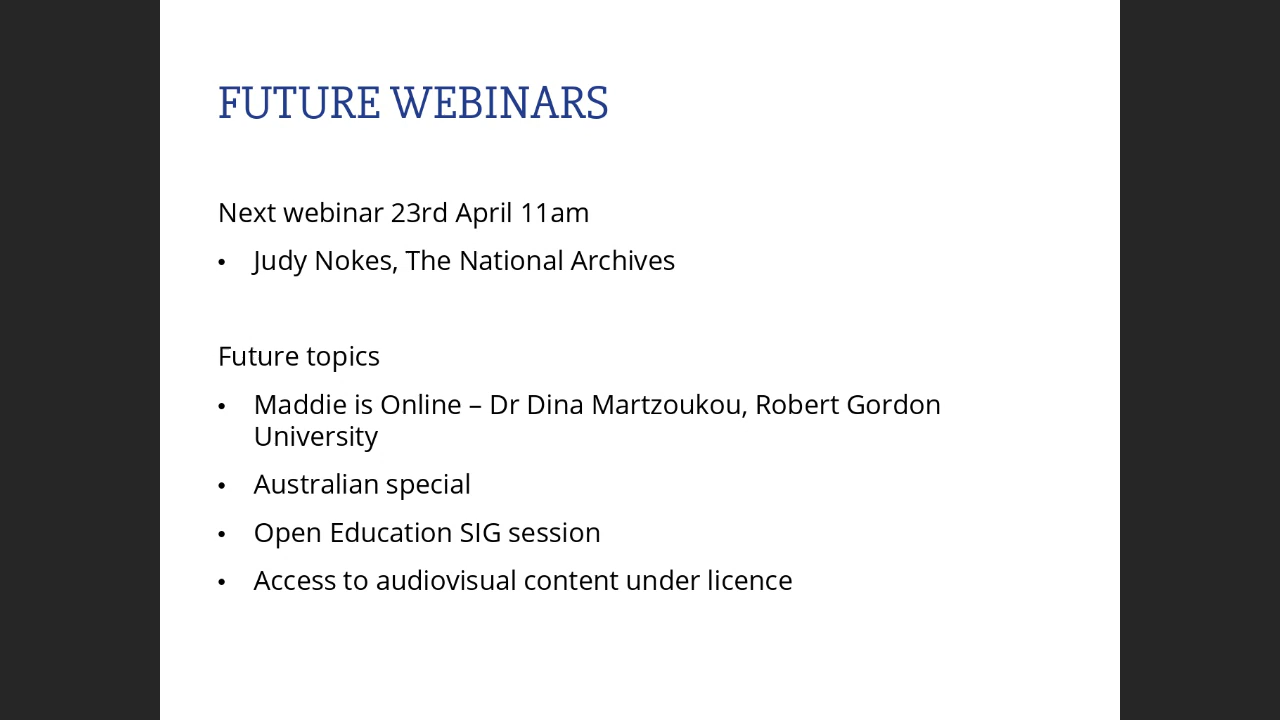 FUTURE WEBINARS
Next webinar 23rd April 11am
• Judy Nokes, The National Archives
Future topics
• Maddie is Online – Dr Dina Martzoukou, Robert Gordon
University
• Australian special
• Open Education SIG session
• Access to audiovisual content under licence